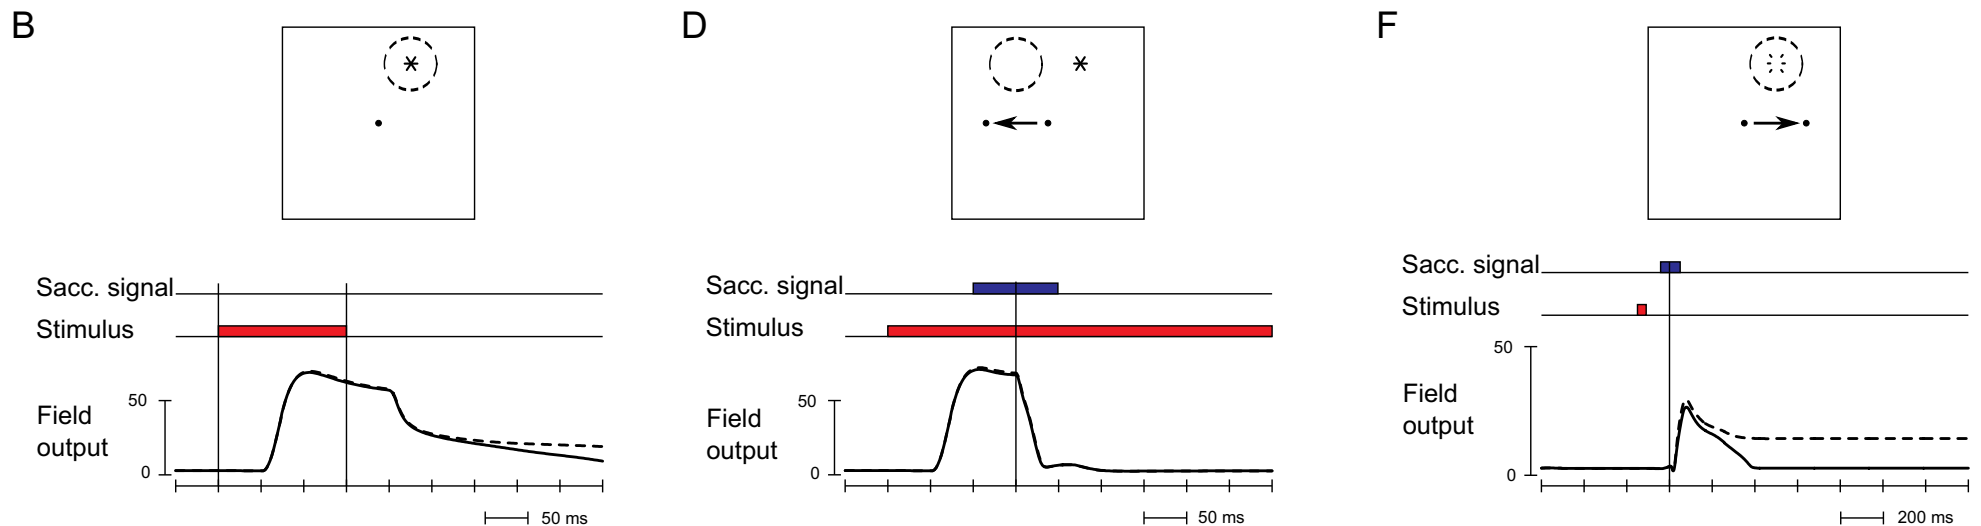 B
Sacc. signal
Stimulus
50
Field
output
0
50 ms
D
Sacc. signal
Stimulus
50
Field
output
0
50 ms
F
Sacc. signal
Stimulus
50
Field
output
0
200 ms